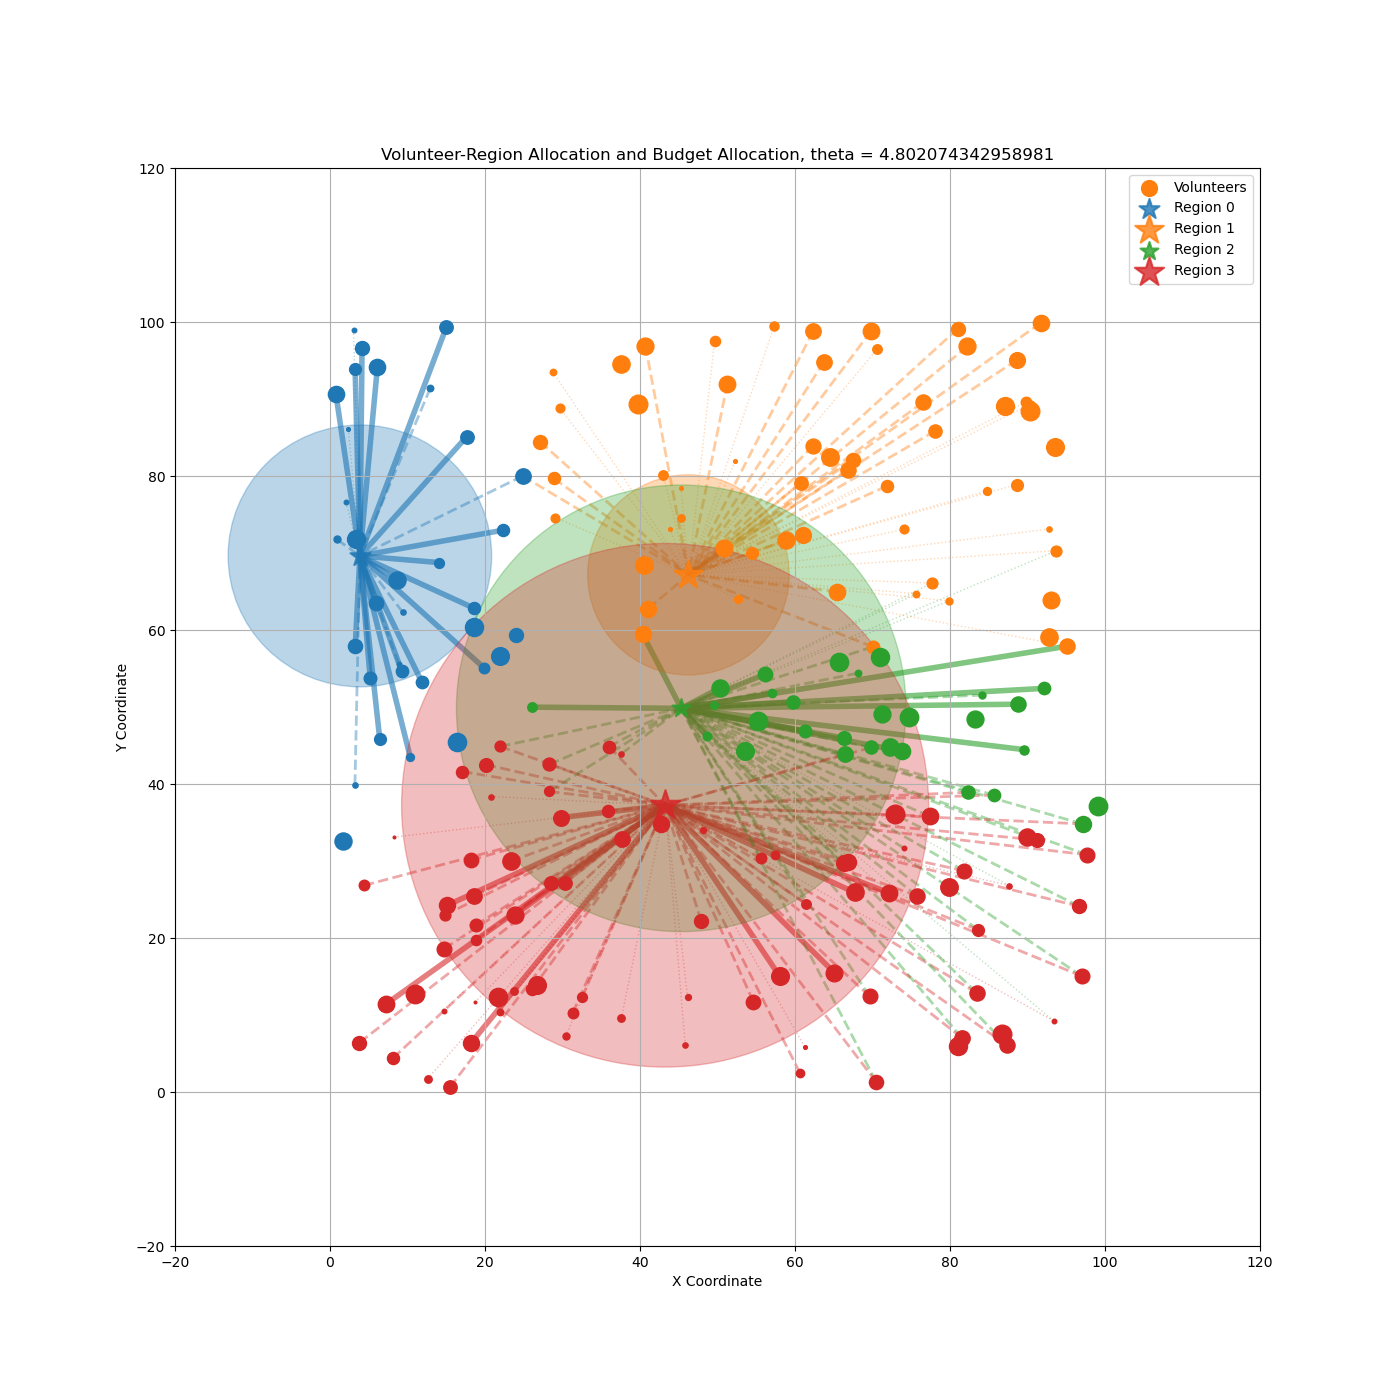 Volunteer-Region Allocation and Budget Allocation, theta = 4.802074342958981
120
100
80
60
40
20
0
−20
Y Coordinate
Volunteers
Region 0
Region 1
Region 2
Region 3
−20 0 20 40 60 80 100 120
X Coordinate